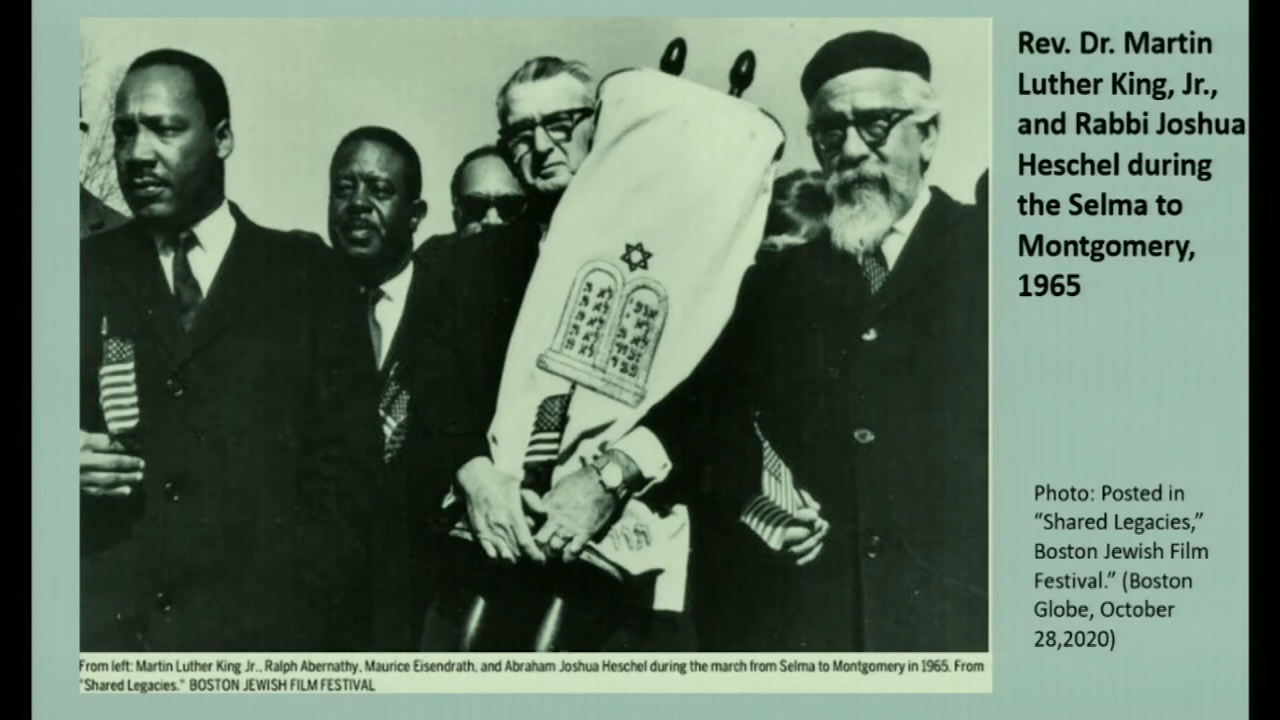 Rev. Dr. Martin
Luther King, Jr.,
and Rabbi Joshua
Heschel during
the Selma to
Montgomery,
1965
Photo: Posted in
“Shared Legacies,”
Boston Jewish Film
Festival.” (Boston
Globe, October
28,2020)
From left: Martin Luther King Jr., Ralph Abernathy, Maurice Eisendrath, and Abraham Joshua Heschel during the march from Selma to Montgomery in 1965. From
"Shared Legacies." BOSTON JEWISH FILM FESTIVAL